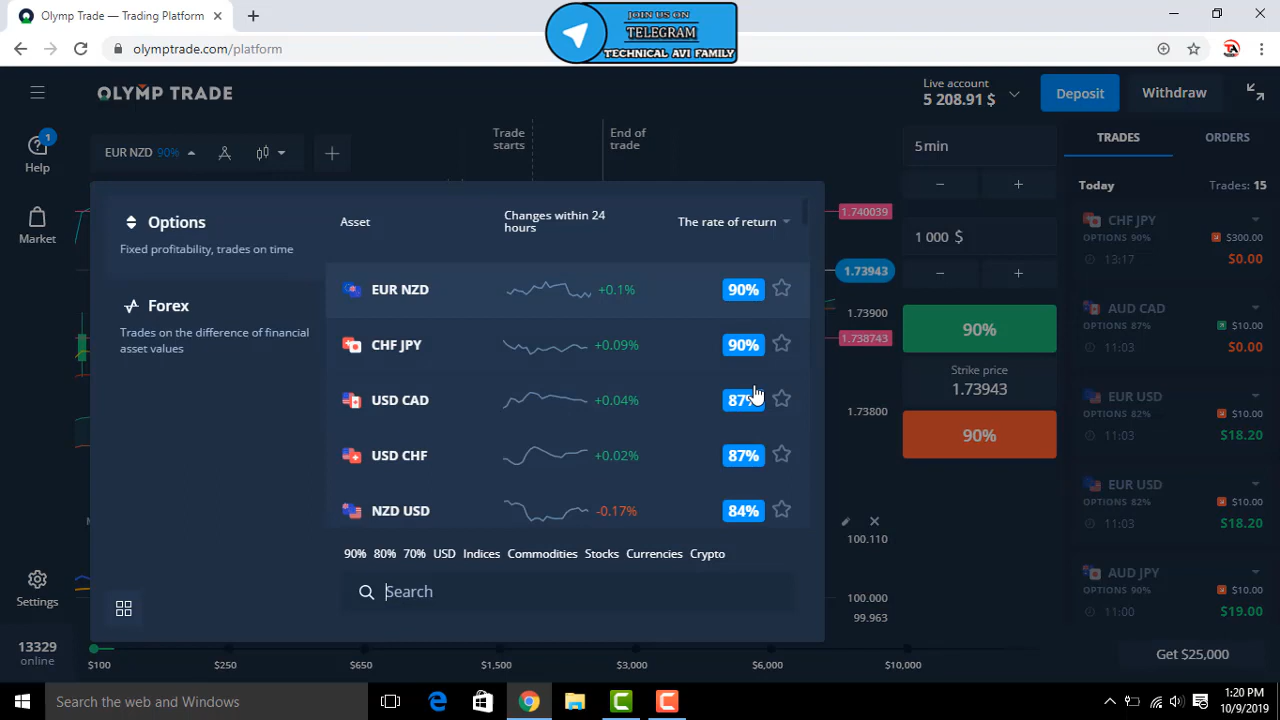 Olymp Trade — Trading Platform
olymptrade.com/platform
JOIN US ON
TELEGRAM
TECHNICAL AVI FAMILY
OLYMP TRADE
Live account
5 208.91 $
Deposit
Withdraw
1
Help
Market
Settings
13329
online
EUR NZD 90%
Trade
starts
End of
trade
Options
Fixed profitability, trades on time
Forex
Trades on the difference of financial
asset values
Asset
Changes within 24
hours
The rate of return
EUR NZD +0.1% 90%
CHF JPY +0.09% 90%
USD CAD +0.04% 87%
USD CHF +0.02% 87%
NZD USD -0.17% 84%
90% 80% 70% USD Indices Commodities Stocks Currencies Crypto
Search
1.740039
1.73943
1.73900
1.738743
1.73800
100.110
100.000
99.963
5 min
1 000 $
90%
Strike price
1.73943
90%
TRADES
ORDERS
Today
Trades: 15
CHF JPY
OPTIONS 90% $300.00
13:17 $0.00
AUD CAD
OPTIONS 87% $10.00
11:03 $0.00
EUR USD
OPTIONS 82% $10.00
11:03 $18.20
EUR USD
OPTIONS 82% $10.00
11:03 $18.20
AUD JPY
OPTIONS 90% $10.00
11:00 $19.00
$100 $250 $650 $1,500 $3,000 $6,000 $10,000
Get $25,000
Search the web and Windows
1:20 PM
10/9/2019